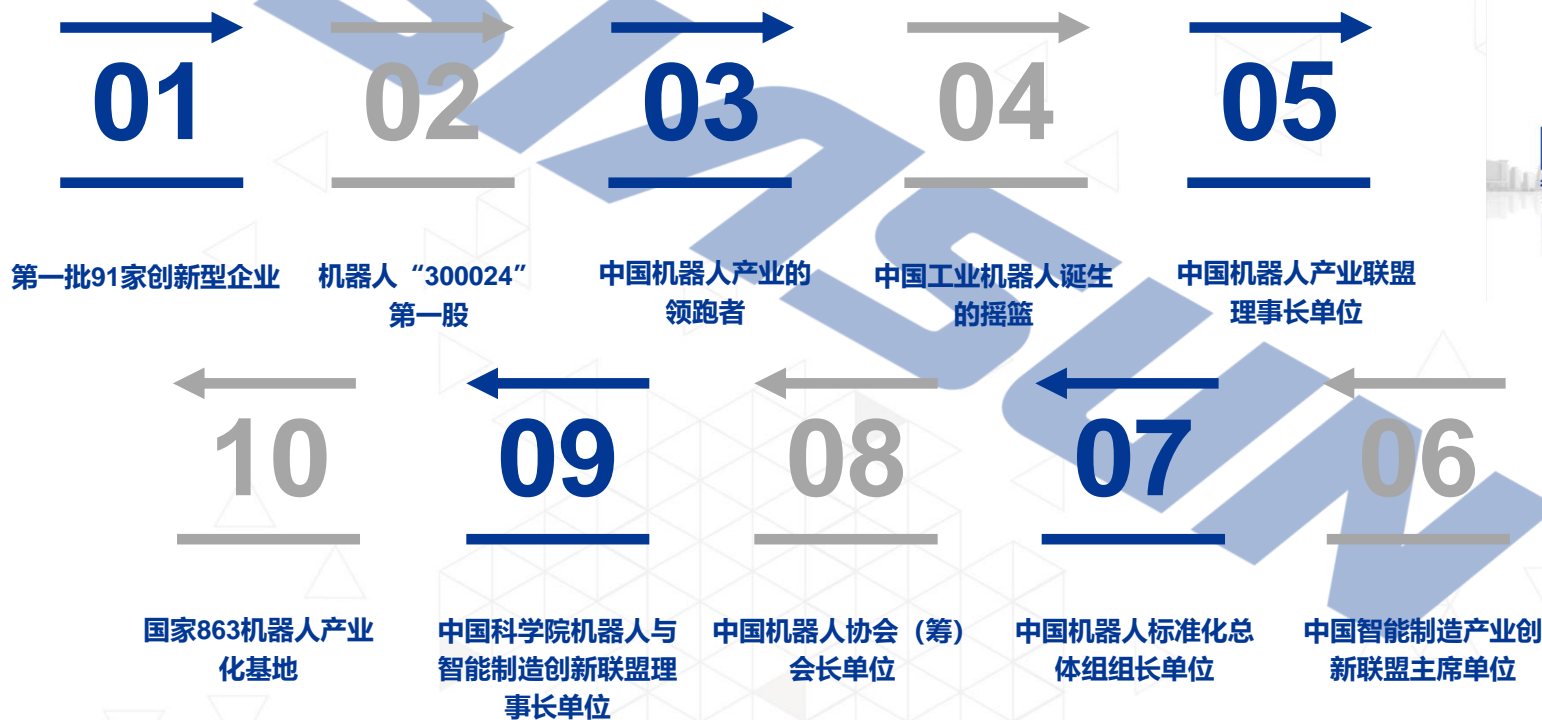 01
02
03
04
05
第一批91家创新型企业
机器人“300024”
第一股
中国机器人产业的
领跑者
中国工业机器人诞生
的摇篮
中国机器人产业联盟
理事长单位
10
09
08
07
06
国家863机器人产业
化基地
中国科学院机器人与
智能制造创新联盟理
事长单位
中国机器人协会（筹）
会长单位
中国机器人标准化总
体组组长单位
中国智能制造产业创
新联盟主席单位
SIASUN